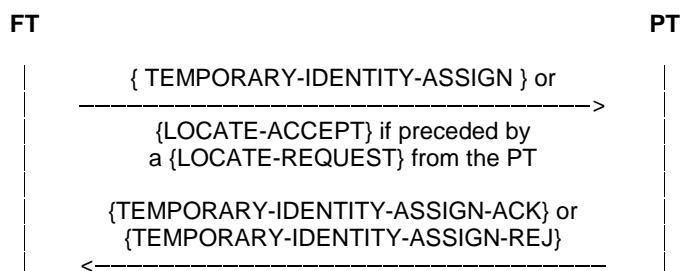 FT PT
{ TEMPORARY-IDENTITY-ASSIGN } or
{LOCATE-ACCEPT} if preceded by
a {LOCATE-REQUEST} from the PT
{TEMPORARY-IDENTITY-ASSIGN-ACK} or
{TEMPORARY-IDENTITY-ASSIGN-REJ}